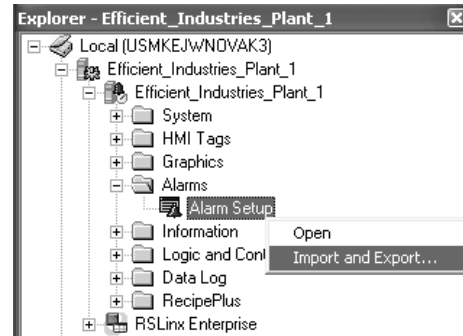 Explorer - Efficient_Industries_Plant_1
Local (USMKEJWNOVAK3)
Efficient_Industries_Plant_1
Efficient_Industries_Plant_1
System
HMI Tags
Graphics
Alarms
Alarm Setup
Information
Open
Logic and Cont
Import and Export...
Data Log
RecipePlus
RSLinx Enterprise